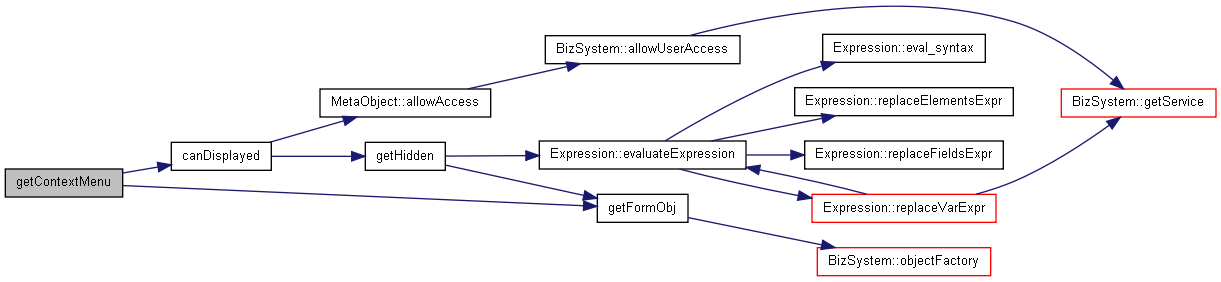 getContextMenu
canDisplayed
MetaObject::allowAccess
getHidden
BizSystem::allowUserAccess
Expression::evaluateExpression
getFormObj
Expression::eval_syntax
Expression::replaceElementsExpr
Expression::replaceFieldsExpr
Expression::replaceVarExpr
BizSystem::objectFactory
BizSystem::getService